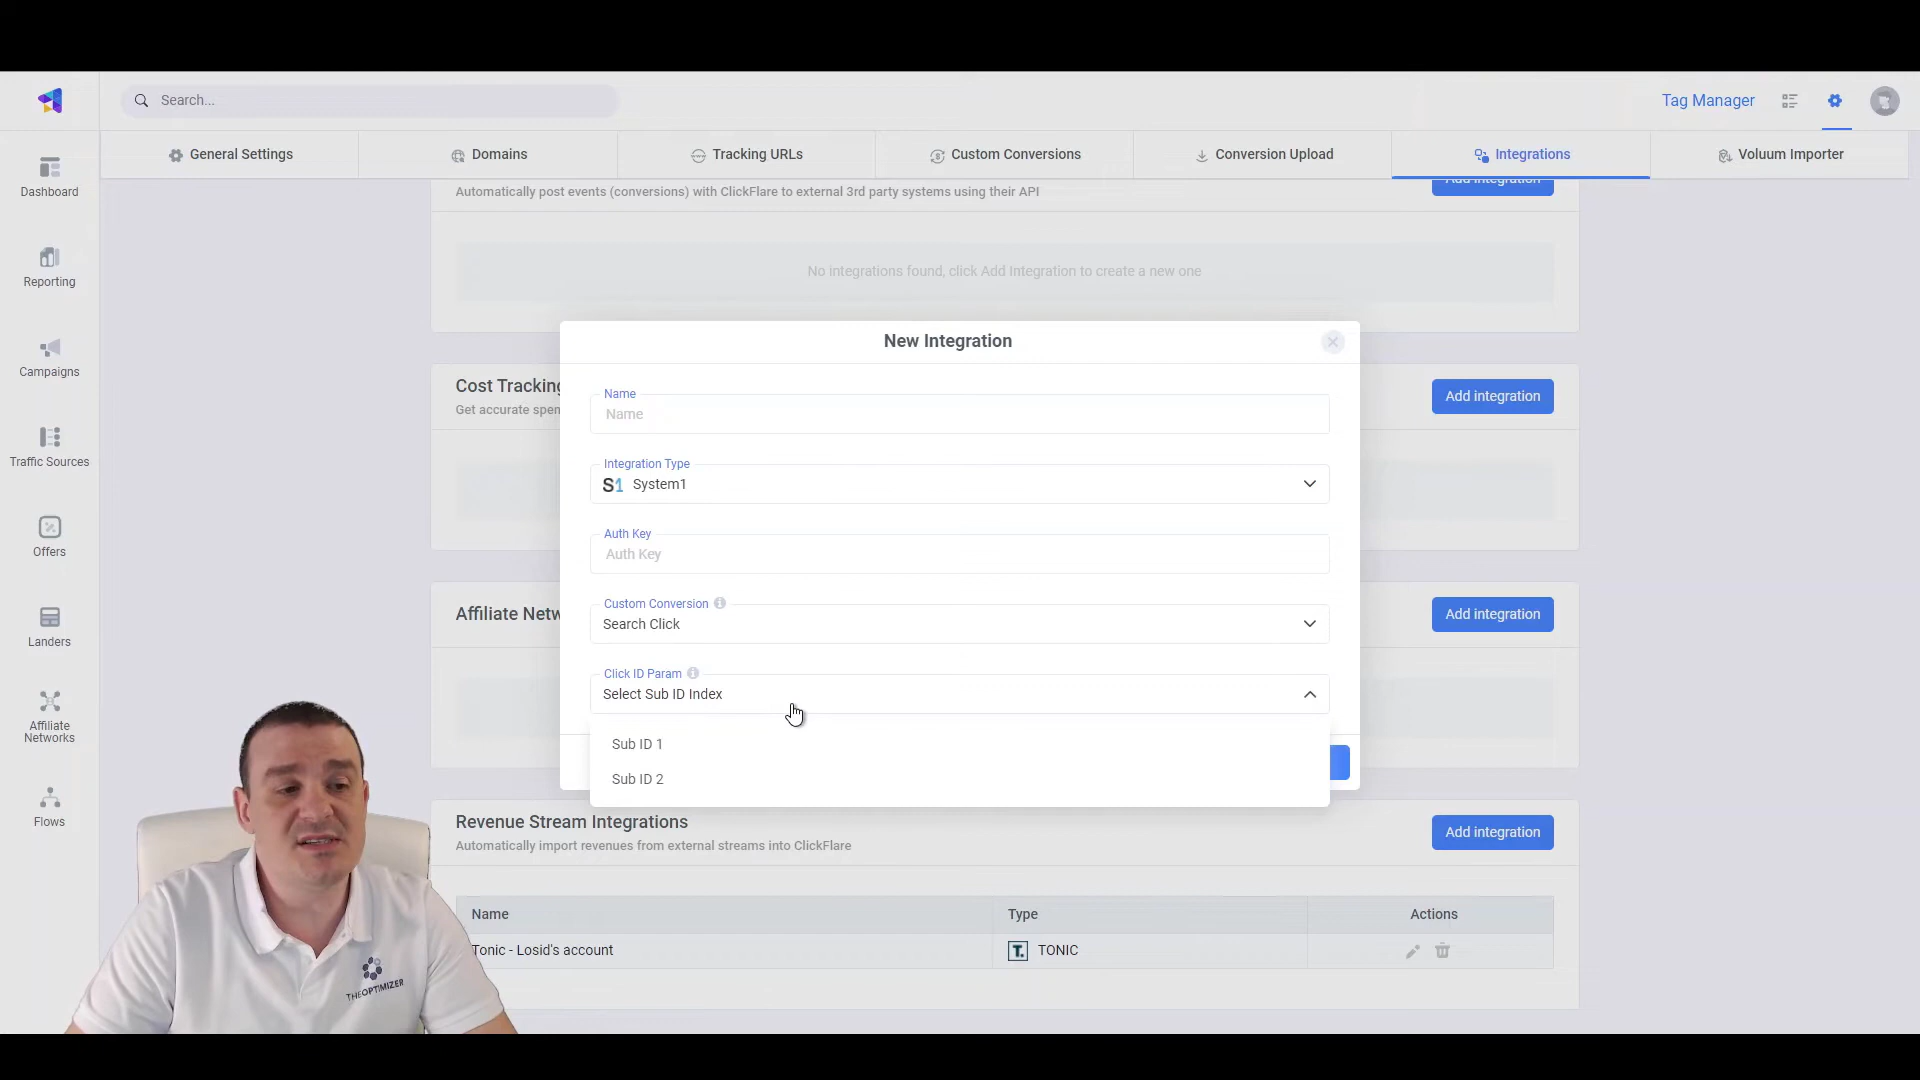 Search...
Tag Manager
General Settings
Domains
Tracking URLs
Custom Conversions
Conversion Upload
Integrations
Voluum Importer
Dashboard
Reporting
Campaigns
Traffic Sources
Offers
Landers
Affiliate
Networks
Flows
Automatically post events (conversions) with ClickFlare to external 3rd party systems using their API
Add integration
No integrations found, click Add Integration to create a new one
Cost Tracking
Get accurate spen
Add integration
Affiliate Netw
Add integration
New Integration
Name
Name
Integration Type
S1 System1
Auth Key
Auth Key
Custom Conversion
Search Click
Click ID Param
Select Sub ID Index
Sub ID 1
Sub ID 2
Revenue Stream Integrations
Automatically import revenues from external streams into ClickFlare
Add integration
Name
Type
Actions
Tonic - Losid's account
T. TONIC
THEOPTIMIZER